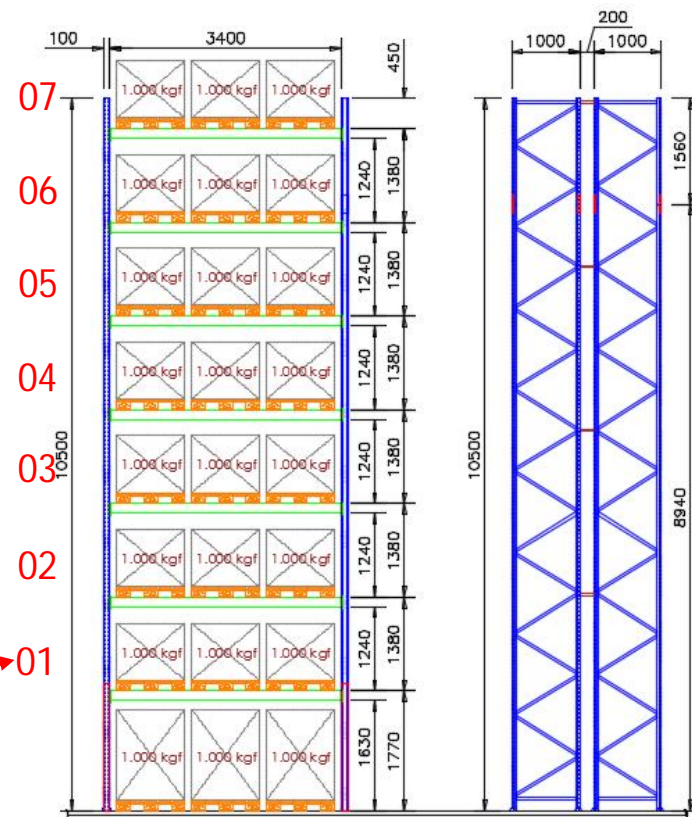 200
100 3400 1000 1000
450
07 1.000 kgf 1.000 kgf 1.000 kgf
1560
06 1.000 kgf 1.000 kgf 1.000 kgf 1240 1380
05 1.000 kgf 1.000 kgf 1.000 kgf 1240 1380
04 1.000 kgf 1.000 kgf 1.000 kgf 1240 1380
03 1.000 kgf 1.000 kgf 1.000 kgf 1240 1380
10500 10500 8940
02 1.000 kgf 1.000 kgf 1.000 kgf 1240 1380
01 1.000 kgf 1.000 kgf 1.000 kgf 1240 1380
1.000 kgf 1.000 kgf 1.000 kgf 1630 1770